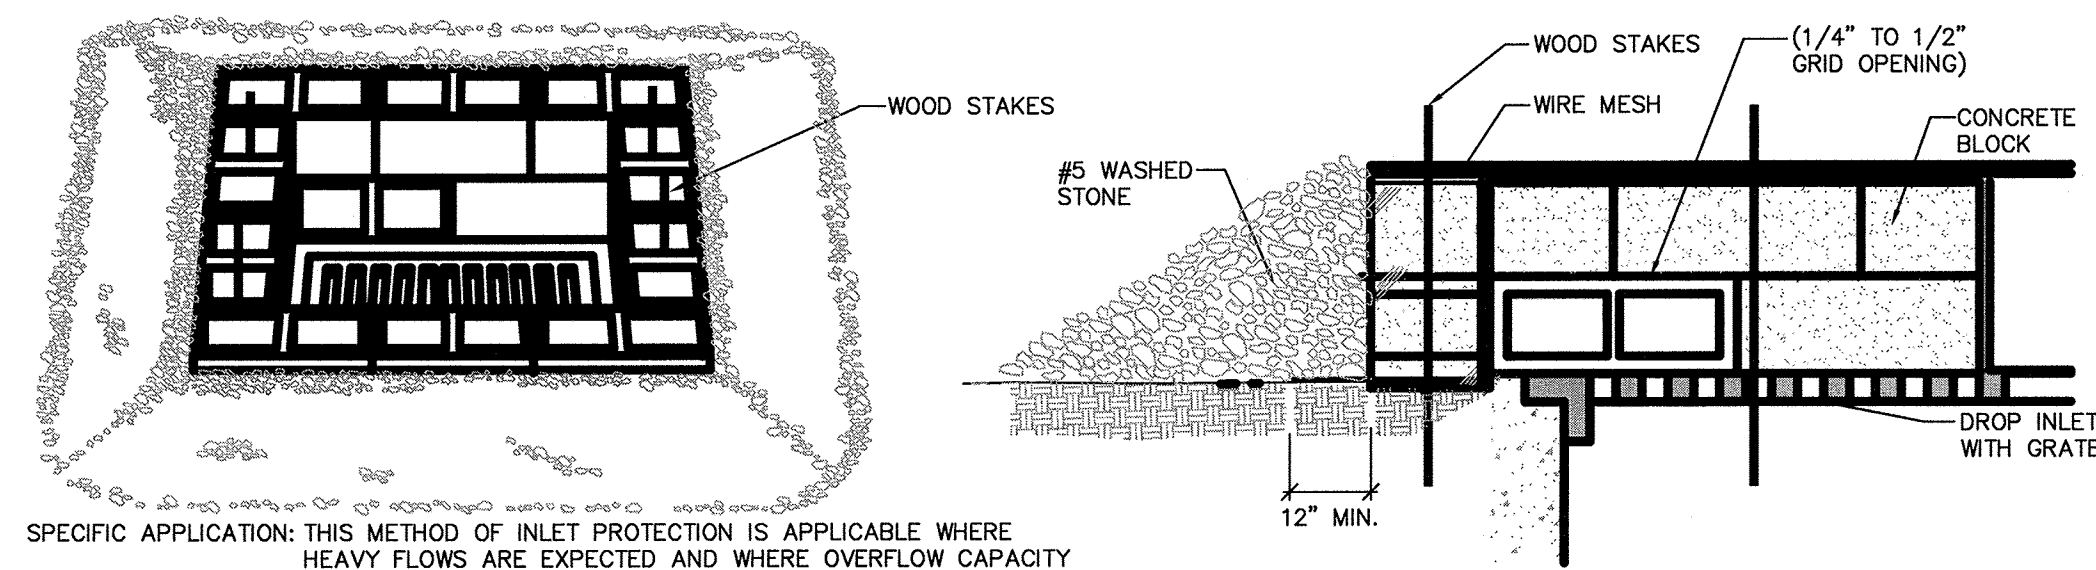 WOOD STAKES
WOOD STAKES
(1/4" TO 1/2"
GRID OPENING)
WIRE MESH
CONCRETE
BLOCK
#5 WASHED
STONE
DROP INLET
WITH GRATE
12" MIN.
SPECIFIC APPLICATION: THIS METHOD OF INLET PROTECTION IS APPLICABLE WHERE
HEAVY FLOWS ARE EXPECTED AND WHERE OVERFLOW CAPACITY